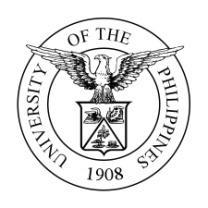 UNIVERSITY OF THE PHILIPPINES
1908